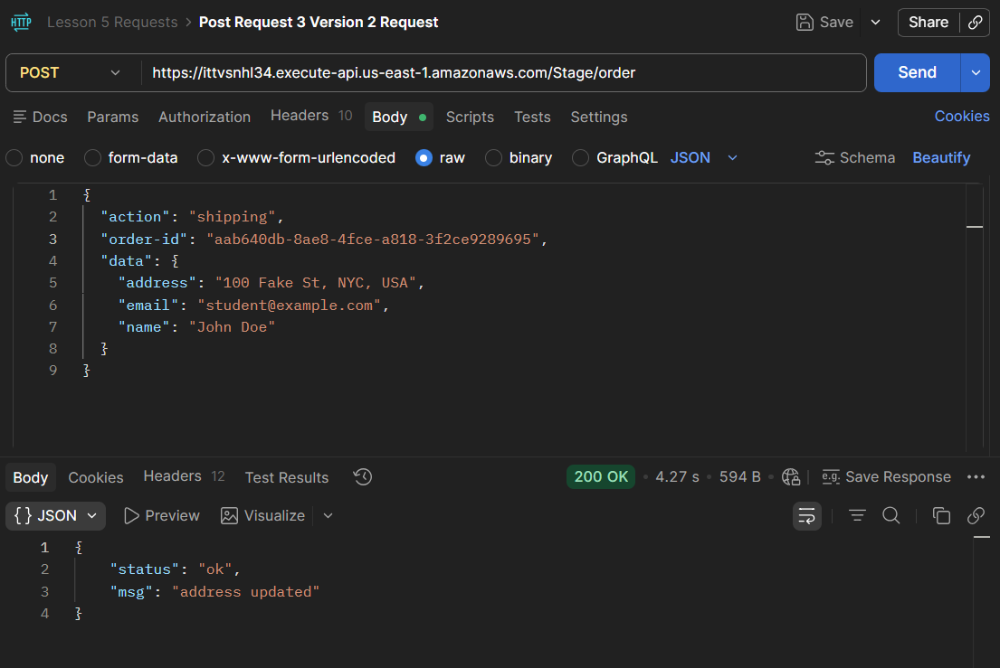 HTTP Lesson 5 Requests > Post Request 3 Version 2 Request Save Share
POST https://ittvsnhl34.execute-api.us-east-1.amazonaws.com/Stage/order Send
Docs Params Authorization Headers 10 Body Scripts Tests Settings Cookies
none form-data x-www-form-urlencoded raw binary GraphQL JSON Schema Beautify
1 {
2 "action": "shipping",
3 "order-id": "aab640db-8ae8-4fce-a818-3f2ce9289695",
4 "data": {
5 "address": "100 Fake St, NYC, USA",
6 "email": "student@example.com",
7 "name": "John Doe"
8 }
9 }
Body Cookies Headers 12 Test Results 200 OK • 4.27 s • 594 B • e.g. Save Response
{} JSON Preview Visualize
1 {
2 "status": "ok",
3 "msg": "address updated"
4 }